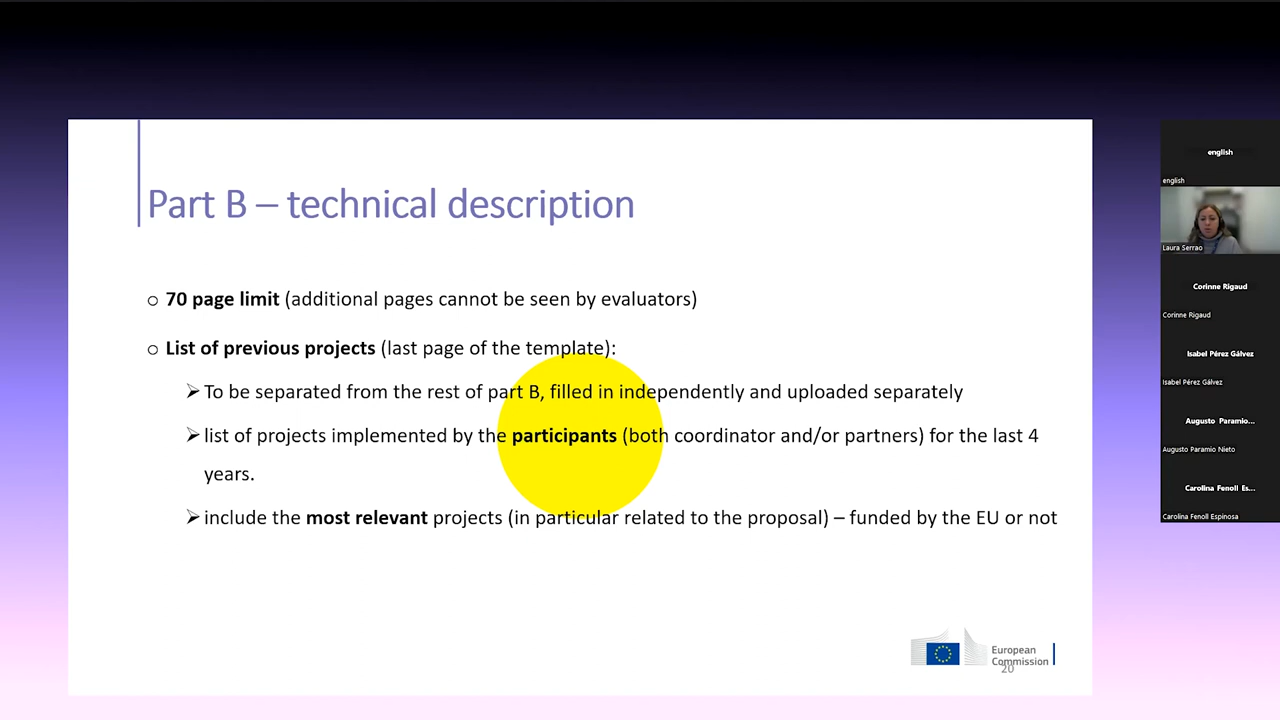 Part B – technical description
o 70 page limit (additional pages cannot be seen by evaluators)
o List of previous projects (last page of the template):
➢ To be separated from the rest of part B, filled in independently and uploaded separately
➢ list of projects implemented by the participants (both coordinator and/or partners) for the last 4
years.
➢ include the most relevant projects (in particular related to the proposal) – funded by the EU or not
European
Commission
20
english
english
Laura Serrao
Corinne Rigaud
Corinne Rigaud
Isabel Pérez Gálvez
Isabel Pérez Gálvez
Augusto Paramio...
Augusto Paramio Nieto
Carolina Fenoll Es...
Carolina Fenoll Espinosa